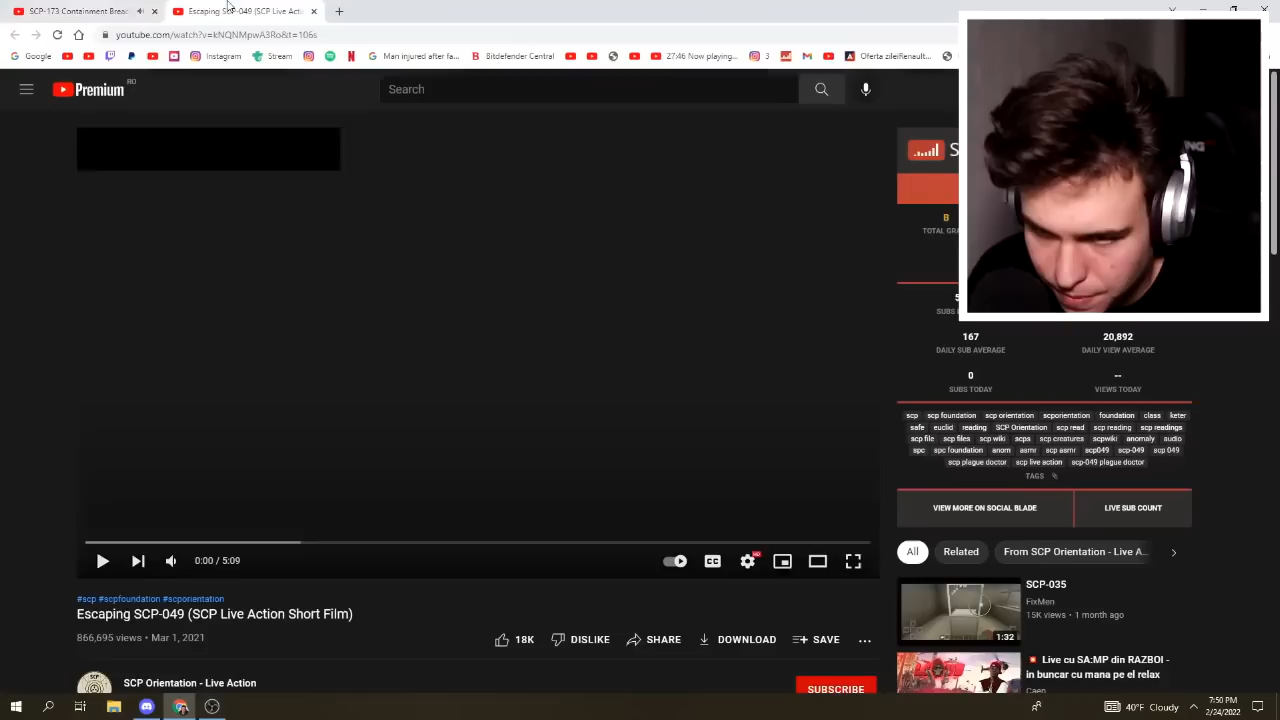 SCP-173 Containment Breac
Escaping SCP-049 (SCP Live Acti
youtube.com/watch?v=kNQNMpwA3Ro&t=106s
Google
Instagram
Stream
Man injured after h...
Bitdefender Central
27:46 Now playing...
3
Oferta zileiRenault...
Premium
RO
Search
NG
S
B
TOTAL GRA
5
SUBS
167
DAILY SUB AVERAGE
20,892
DAILY VIEW AVERAGE
0
SUBS TODAY
--
VIEWS TODAY
scp scp foundation scp orientation scporientation foundation class keter
safe euclid reading SCP Orientation scp read scp reading scp readings
scp file scp files scp wiki scps scp creatures scpwiki anomaly audio
spc spc foundation anom asmr scp asmr scp049 scp-049 scp 049
scp plague doctor scp live action scp-049 plague doctor
TAGS
VIEW MORE ON SOCIAL BLADE
LIVE SUB COUNT
All
Related
From SCP Orientation - Live A...
0:00 / 5:09
HD
#scp #scpfoundation #scporientation
Escaping SCP-049 (SCP Live Action Short Film)
866,695 views • Mar 1, 2021
18K
DISLIKE
SHARE
DOWNLOAD
SAVE
SCP Orientation - Live Action
SUBSCRIBE
SCP-035
FixMen
15K views • 1 month ago
1:32
Live cu SA:MP din RAZBOI -
in buncar cu mana pe el relax
Caen
40°F Cloudy
7:50 PM
2/24/2022